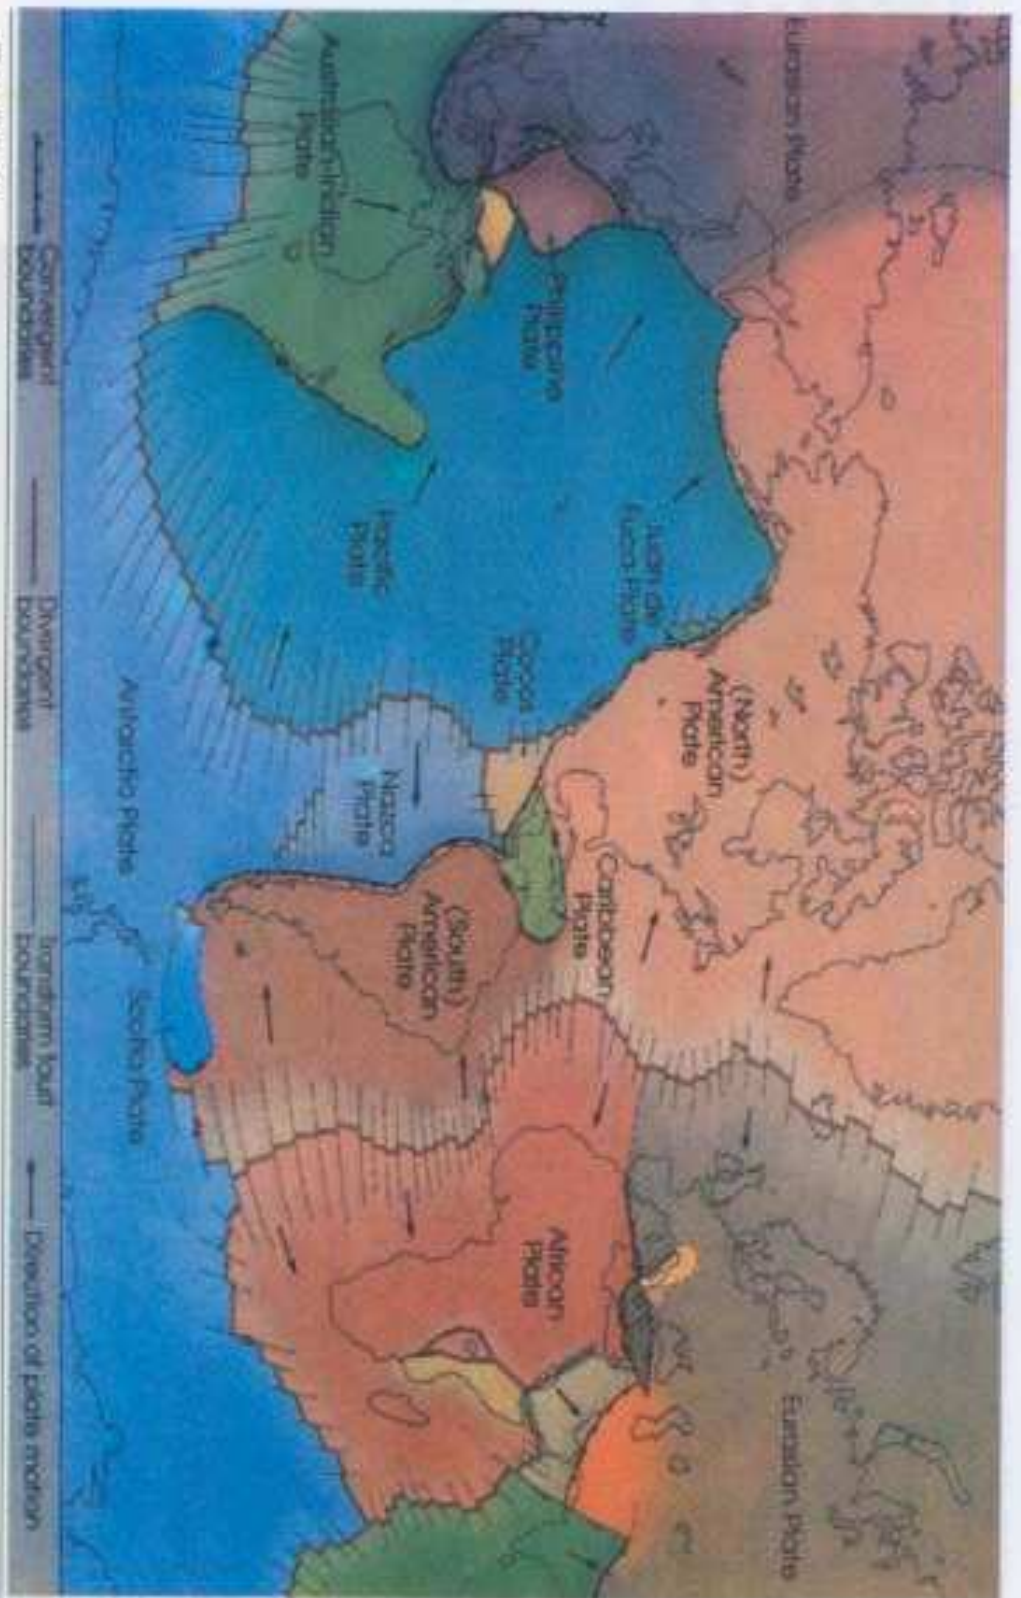 Eurasian Plate
Australian-Indian
Plate
Philippine
Plate
Pacific
Plate
Juan de
Fuca Plate
Cocos
Plate
(North)
American
Plate
Nazca
Plate
Antarctic Plate
Caribbean
Plate
(South)
American
Plate
Scotia Plate
African
Plate
Eurasian Plate
Convergent
boundaries
Divergent
boundaries
Transform fault
boundaries
Direction of plate motion